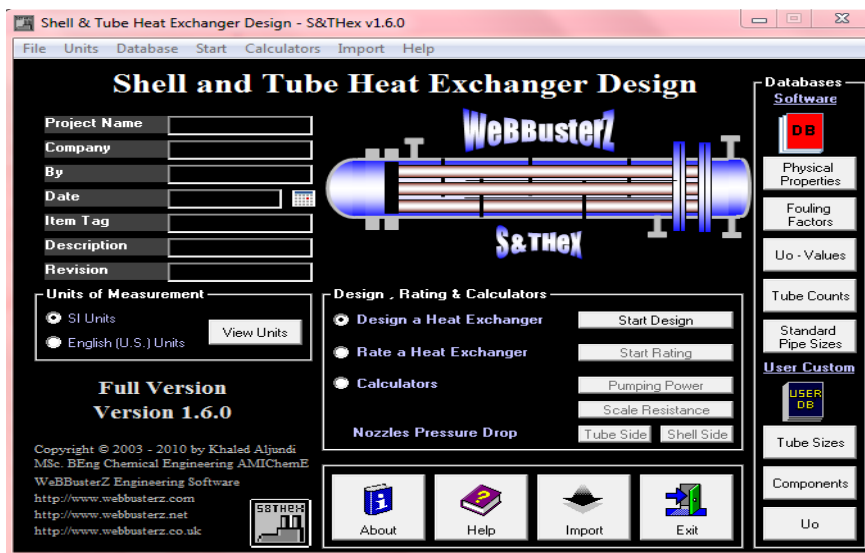 Shell & Tube Heat Exchanger Design - S&THex v1.6.0
File Units Database Start Calculators Import Help
Shell and Tube Heat Exchanger Design
Project Name
Company
By
Date
Item Tag
Description
Revision
WeBBusterZ
S&THeX
Units of Measurement
SI Units
English (U.S.) Units
View Units
Full Version
Version 1.6.0
Copyright © 2003 - 2010 by Khaled Aljundi
MSc. BEng Chemical Engineering AMIChemE
WeBBusterZ Engineering Software
http://www.webbusterz.com
http://www.webbusterz.net
http://www.webbusterz.co.uk
S&THEX
Design , Rating & Calculators
Design a Heat Exchanger
Start Design
Rate a Heat Exchanger
Start Rating
Calculators
Pumping Power
Scale Resistance
Nozzles Pressure Drop
Tube Side
Shell Side
About
Help
Import
Exit
Databases
Software
DB
Physical
Properties
Fouling
Factors
Uo - Values
Tube Counts
Standard
Pipe Sizes
User Custom
USER
DB
Tube Sizes
Components
Uo